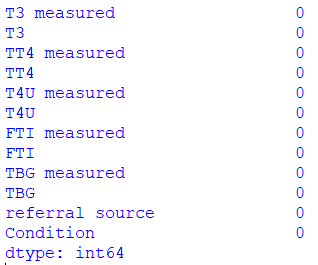 T3 measured 0
T3 0
TT4 measured 0
TT4 0
T4U measured 0
T4U 0
FTI measured 0
FTI 0
TBG measured 0
TBG 0
referral source 0
Condition 0
dtype: int64